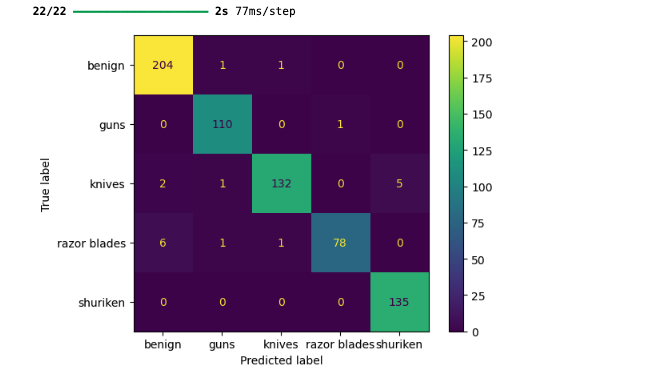 22/22 2s 77ms/step
benign 204 1 1 0 0
guns 0 110 0 1 0
knives 2 1 132 0 5
razor blades 6 1 1 78 0
shuriken 0 0 0 0 135
benign guns knives razor blades shuriken
Predicted label
True label
200
175
150
125
100
75
50
25
0